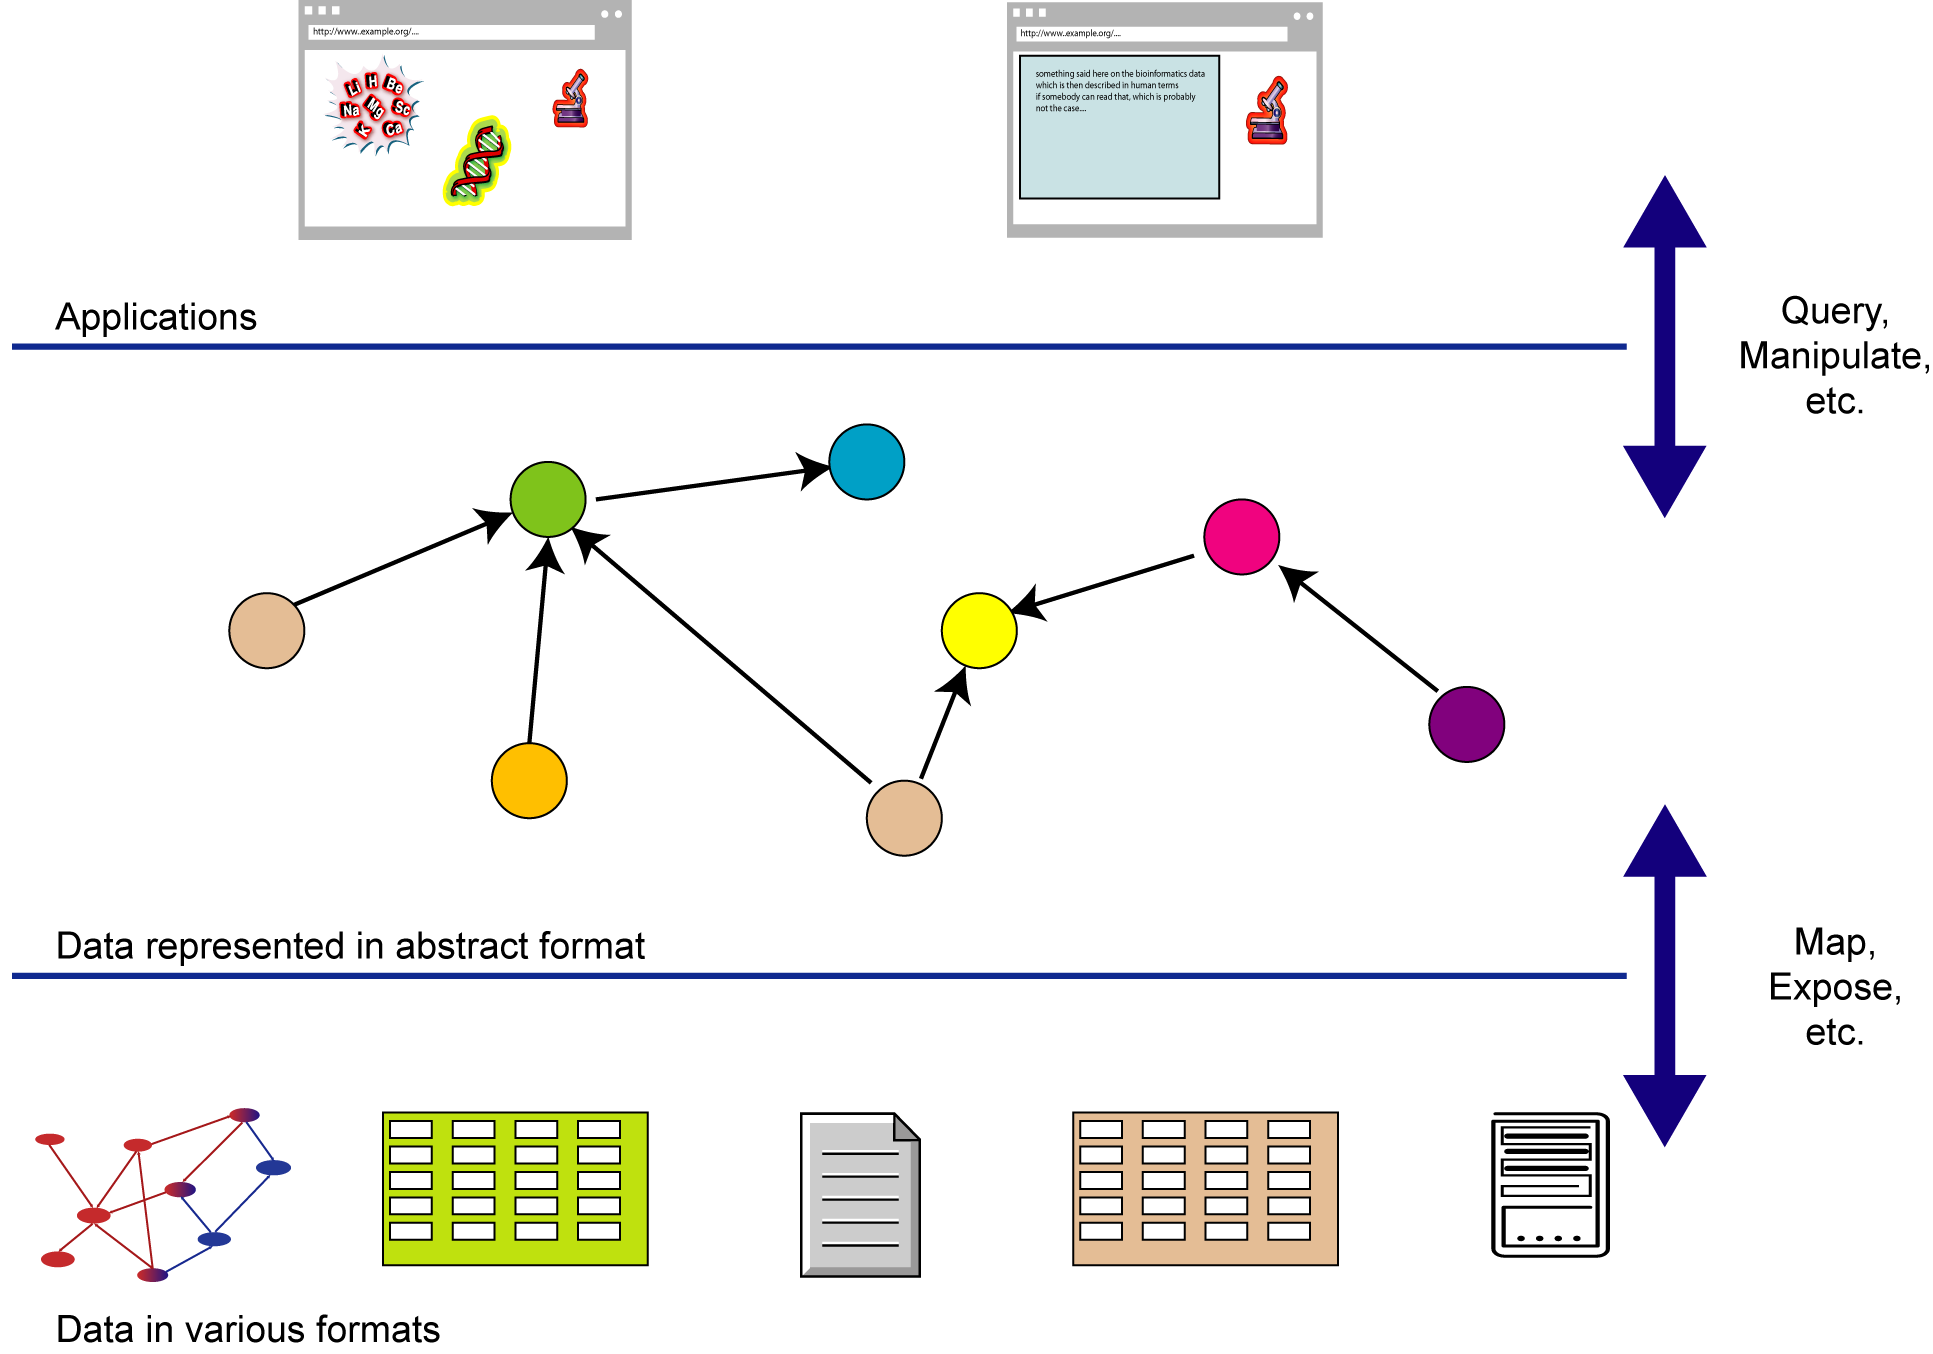 http://www..example.org/....
Li H Be
Na Mg Sc
K Ca
http://www..example.org/....
something said here on the bioinformatics data
which is then described in human terms
if somebody can read that, which is probably
not the case....
Applications
Query,
Manipulate,
etc.
Data represented in abstract format
Map,
Expose,
etc.
Data in various formats